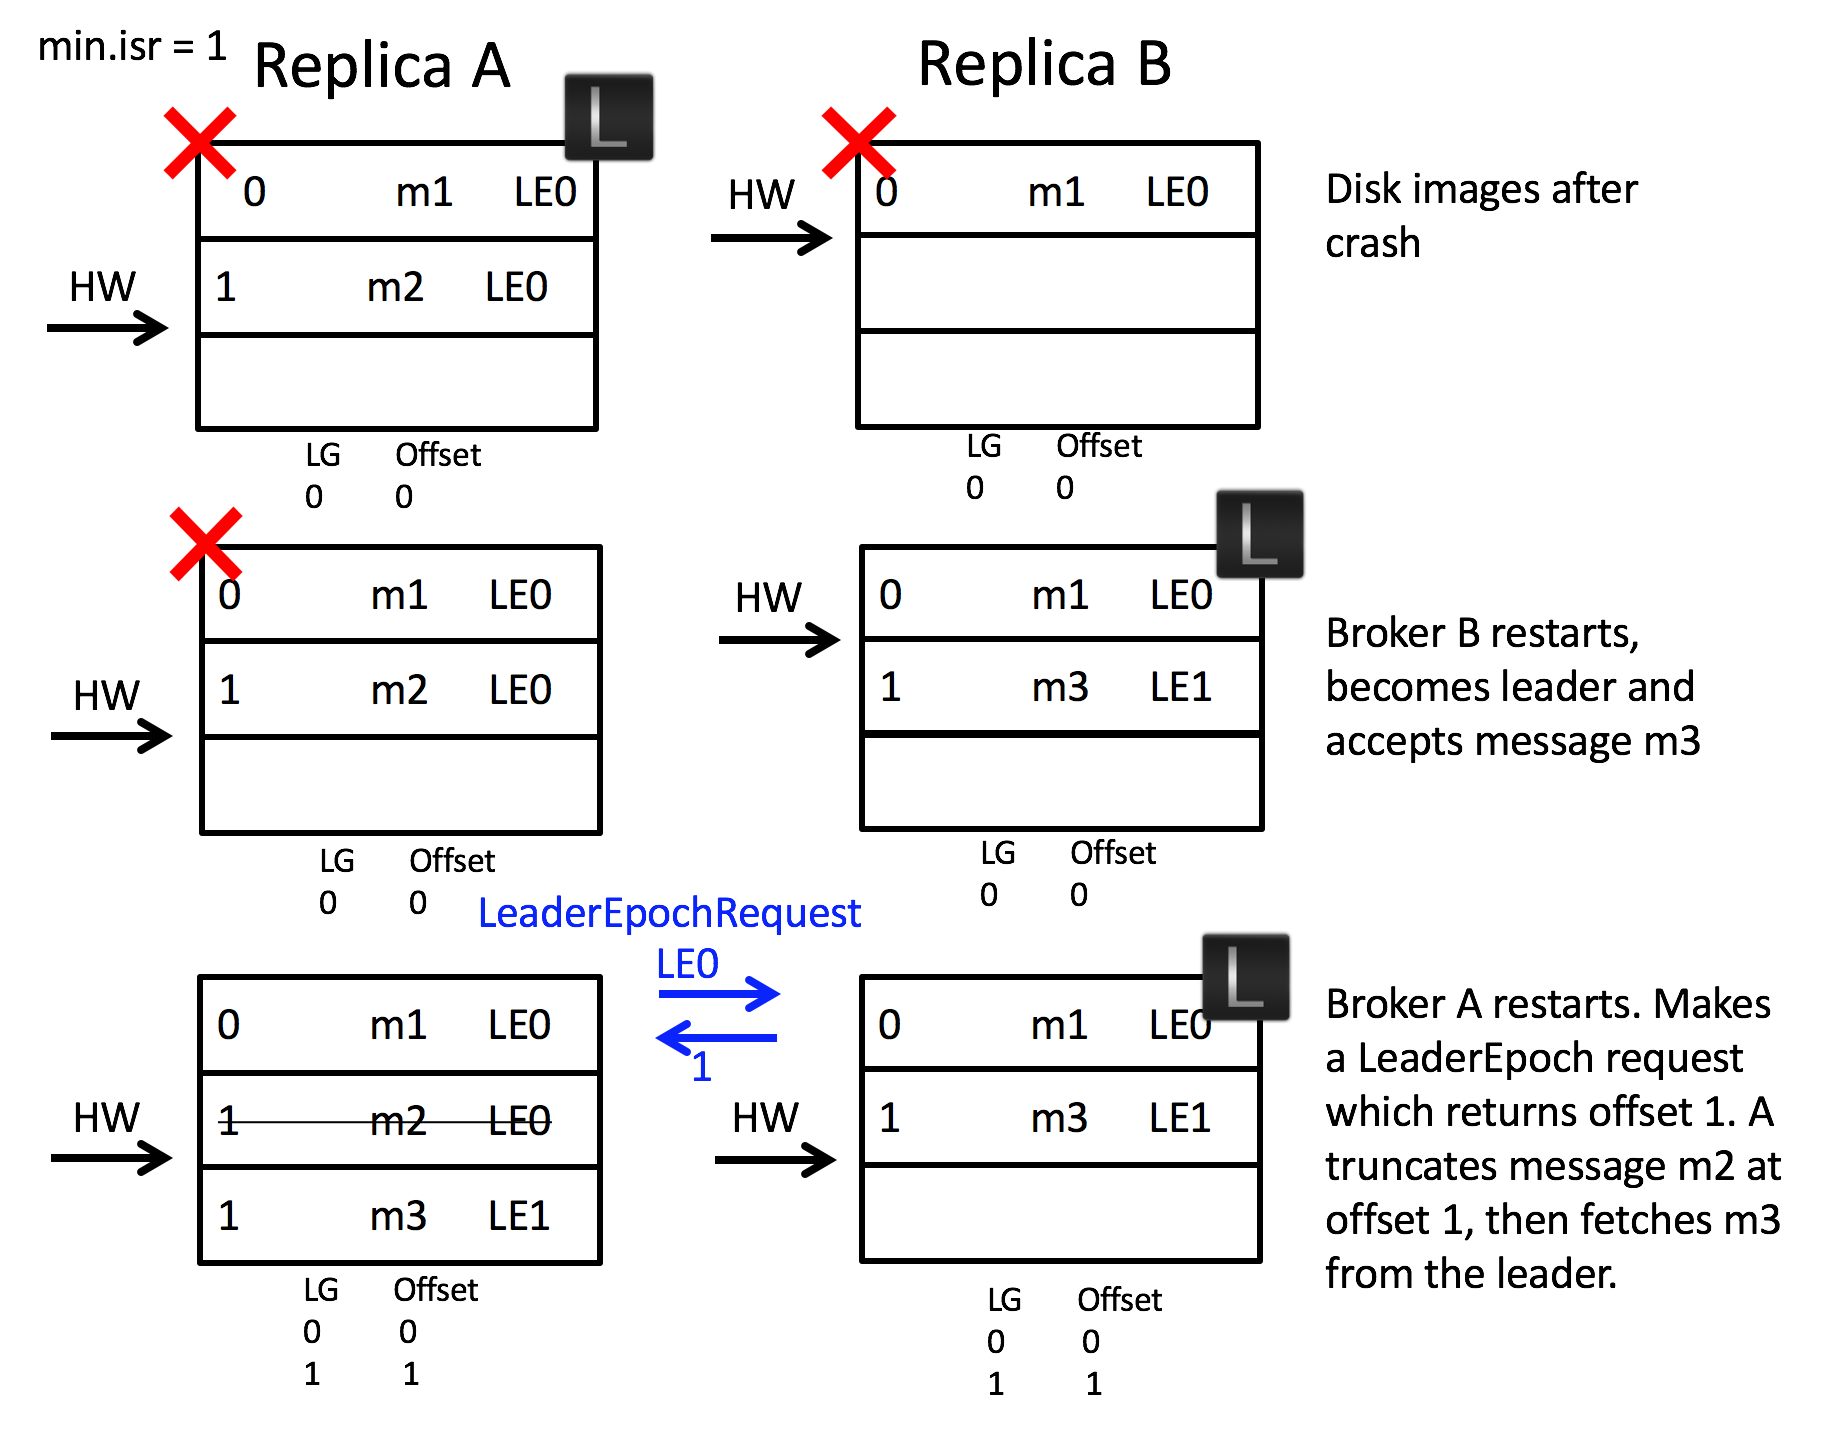 min.isr = 1
Replica A
Replica B
L
0 m1 LE0
HW
1 m2 LE0
LG Offset
0 0
HW
0 m1 LE0
LG Offset
0 0
Disk images after
crash
0 m1 LE0
HW
1 m2 LE0
LG Offset
0 0
L
HW
0 m1 LE0
1 m3 LE1
LG Offset
0 0
Broker B restarts,
becomes leader and
accepts message m3
LeaderEpochRequest
LE0
1
0 m1 LE0
HW
1 m2 LE0
1 m3 LE1
LG Offset
0 0
1 1
L
0 m1 LE0
HW
1 m3 LE1
LG Offset
0 0
1 1
Broker A restarts. Makes
a LeaderEpoch request
which returns offset 1. A
truncates message m2 at
offset 1, then fetches m3
from the leader.